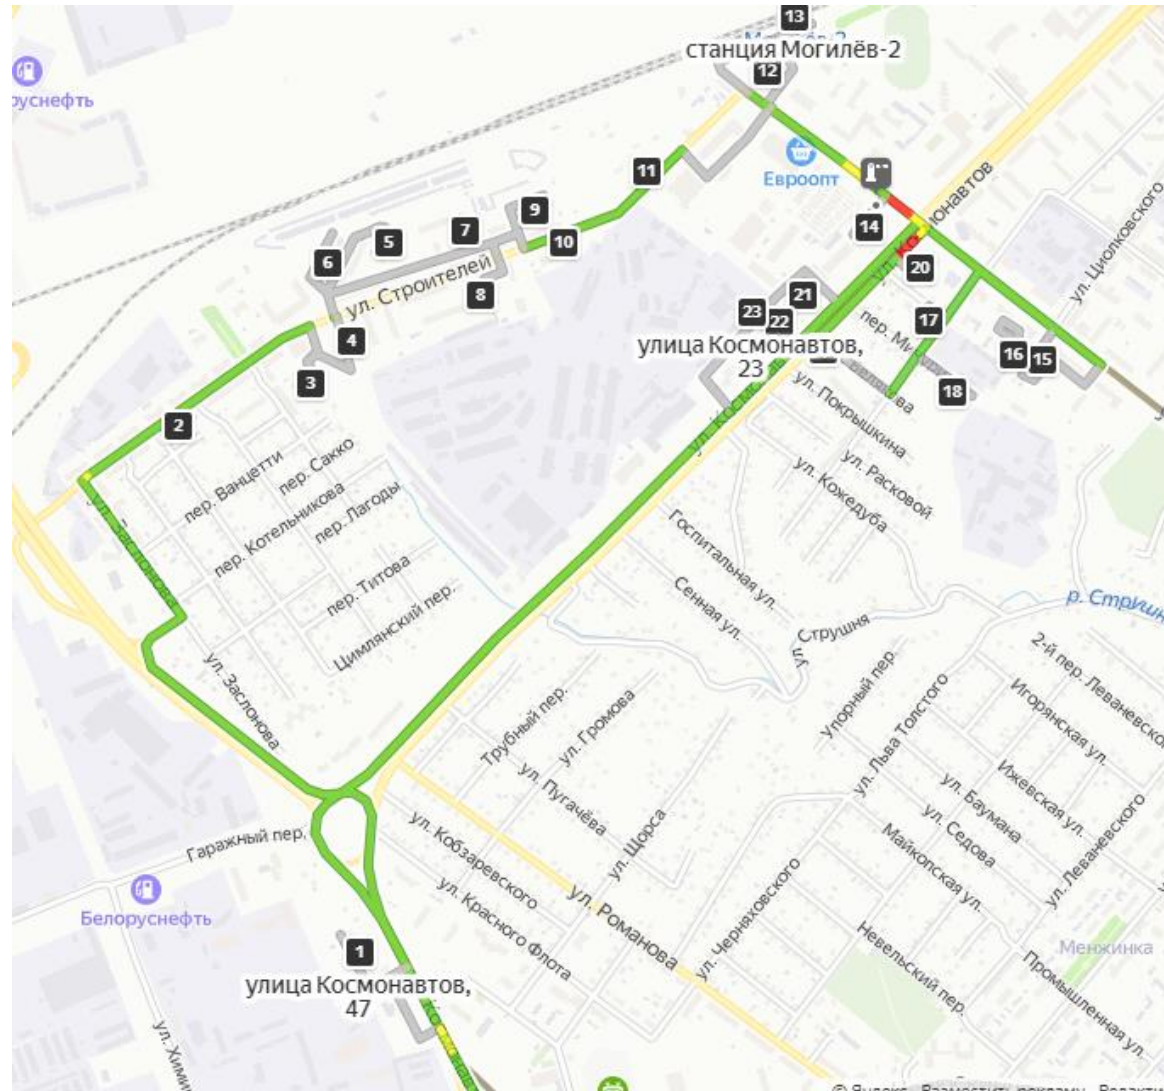 13
станция Могилёв-2
12
руснефть
Евроопт
11
9
14
7
5
10
6
8
ул. Строителей
20
ул. Циолковского
21
23
22
17
4
улица Космонавтов,
23
16
15
3
18
2
ул. Покрышкина
пер. Ванцетти
пер. Сакко
ул. Расковой
пер. Котельникова
пер. Лагоды
ул. Кожедуба
ул. Заслонова
Госпитальная ул.
пер. Титова
Сенная ул.
Цимлянский пер.
ул. Струшня
2-й пер. Леваневско
ул. Заслонова
Упорный пер.
Игорянская ул.
Трубный пер.
ул. Громова
ул. Льва Толстого
Ижевская ул.
ул. Пугачёва
ул. Баумана
ул. Седова
ул. Щорса
Гаражный пер.
ул. Кобзаревского
Майкопская ул.
ул. Леваневского
Белоруснефть
ул. Красного Флота
ул. Романова
ул. Черняховского
Невельский пер.
Менжинка
1
улица Космонавтов,
47
Промышленная ул.